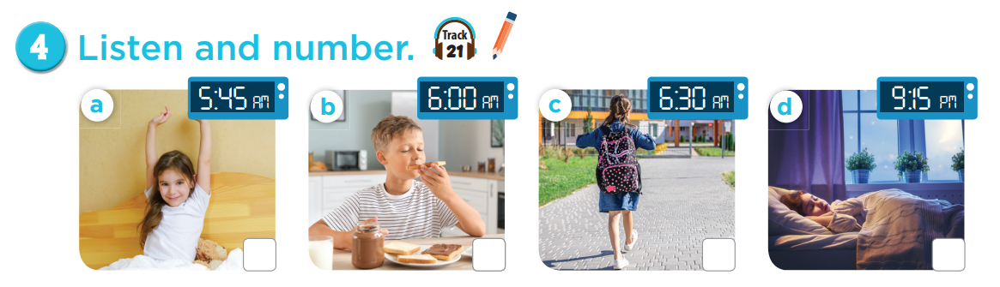 4 Listen and number. Track 21
a 5:45 AM b 6:00 AM c 6:30 AM d 9:15 PM